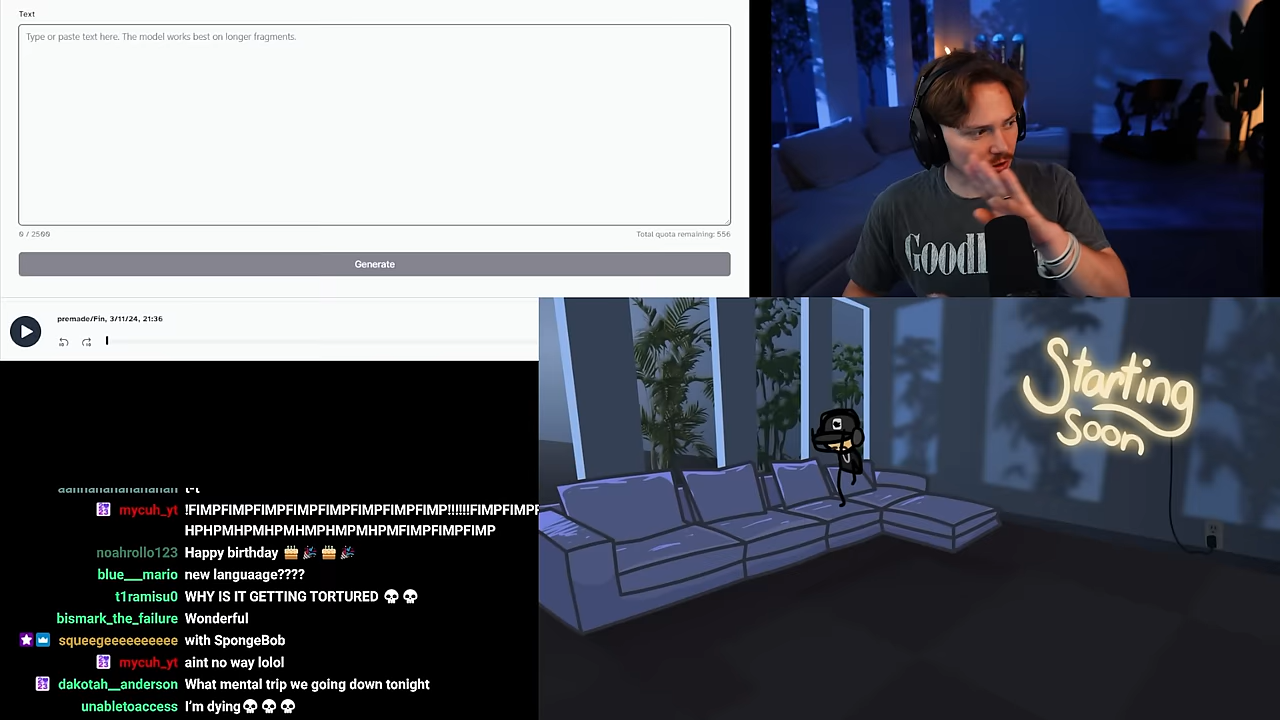 Text
Type or paste text here. The model works best on longer fragments.
0 / 2500
Total quota remaining: 556
Generate
premade/Fin, 3/11/24, 21:36
Starting
soon
mycuh_yt !FIMPFIMPFIMPFIMPFIMPFIMPFIMPFIMP!!!!!!FIMPFIMPF
HPHPMHPMHPMHMPHMPMHPMFIMPFIMPFIMP
noahrollo123 Happy birthday 🎂 🎉 🎂 🎉
blue___mario new languaage????
t1ramisu0 WHY IS IT GETTING TORTURED 💀 💀
bismark_the_failure Wonderful
squeegeeeeeeeeee with SpongeBob
mycuh_yt aint no way lolol
dakotah__anderson What mental trip we going down tonight
unabletoaccess I'm dying💀 💀 💀